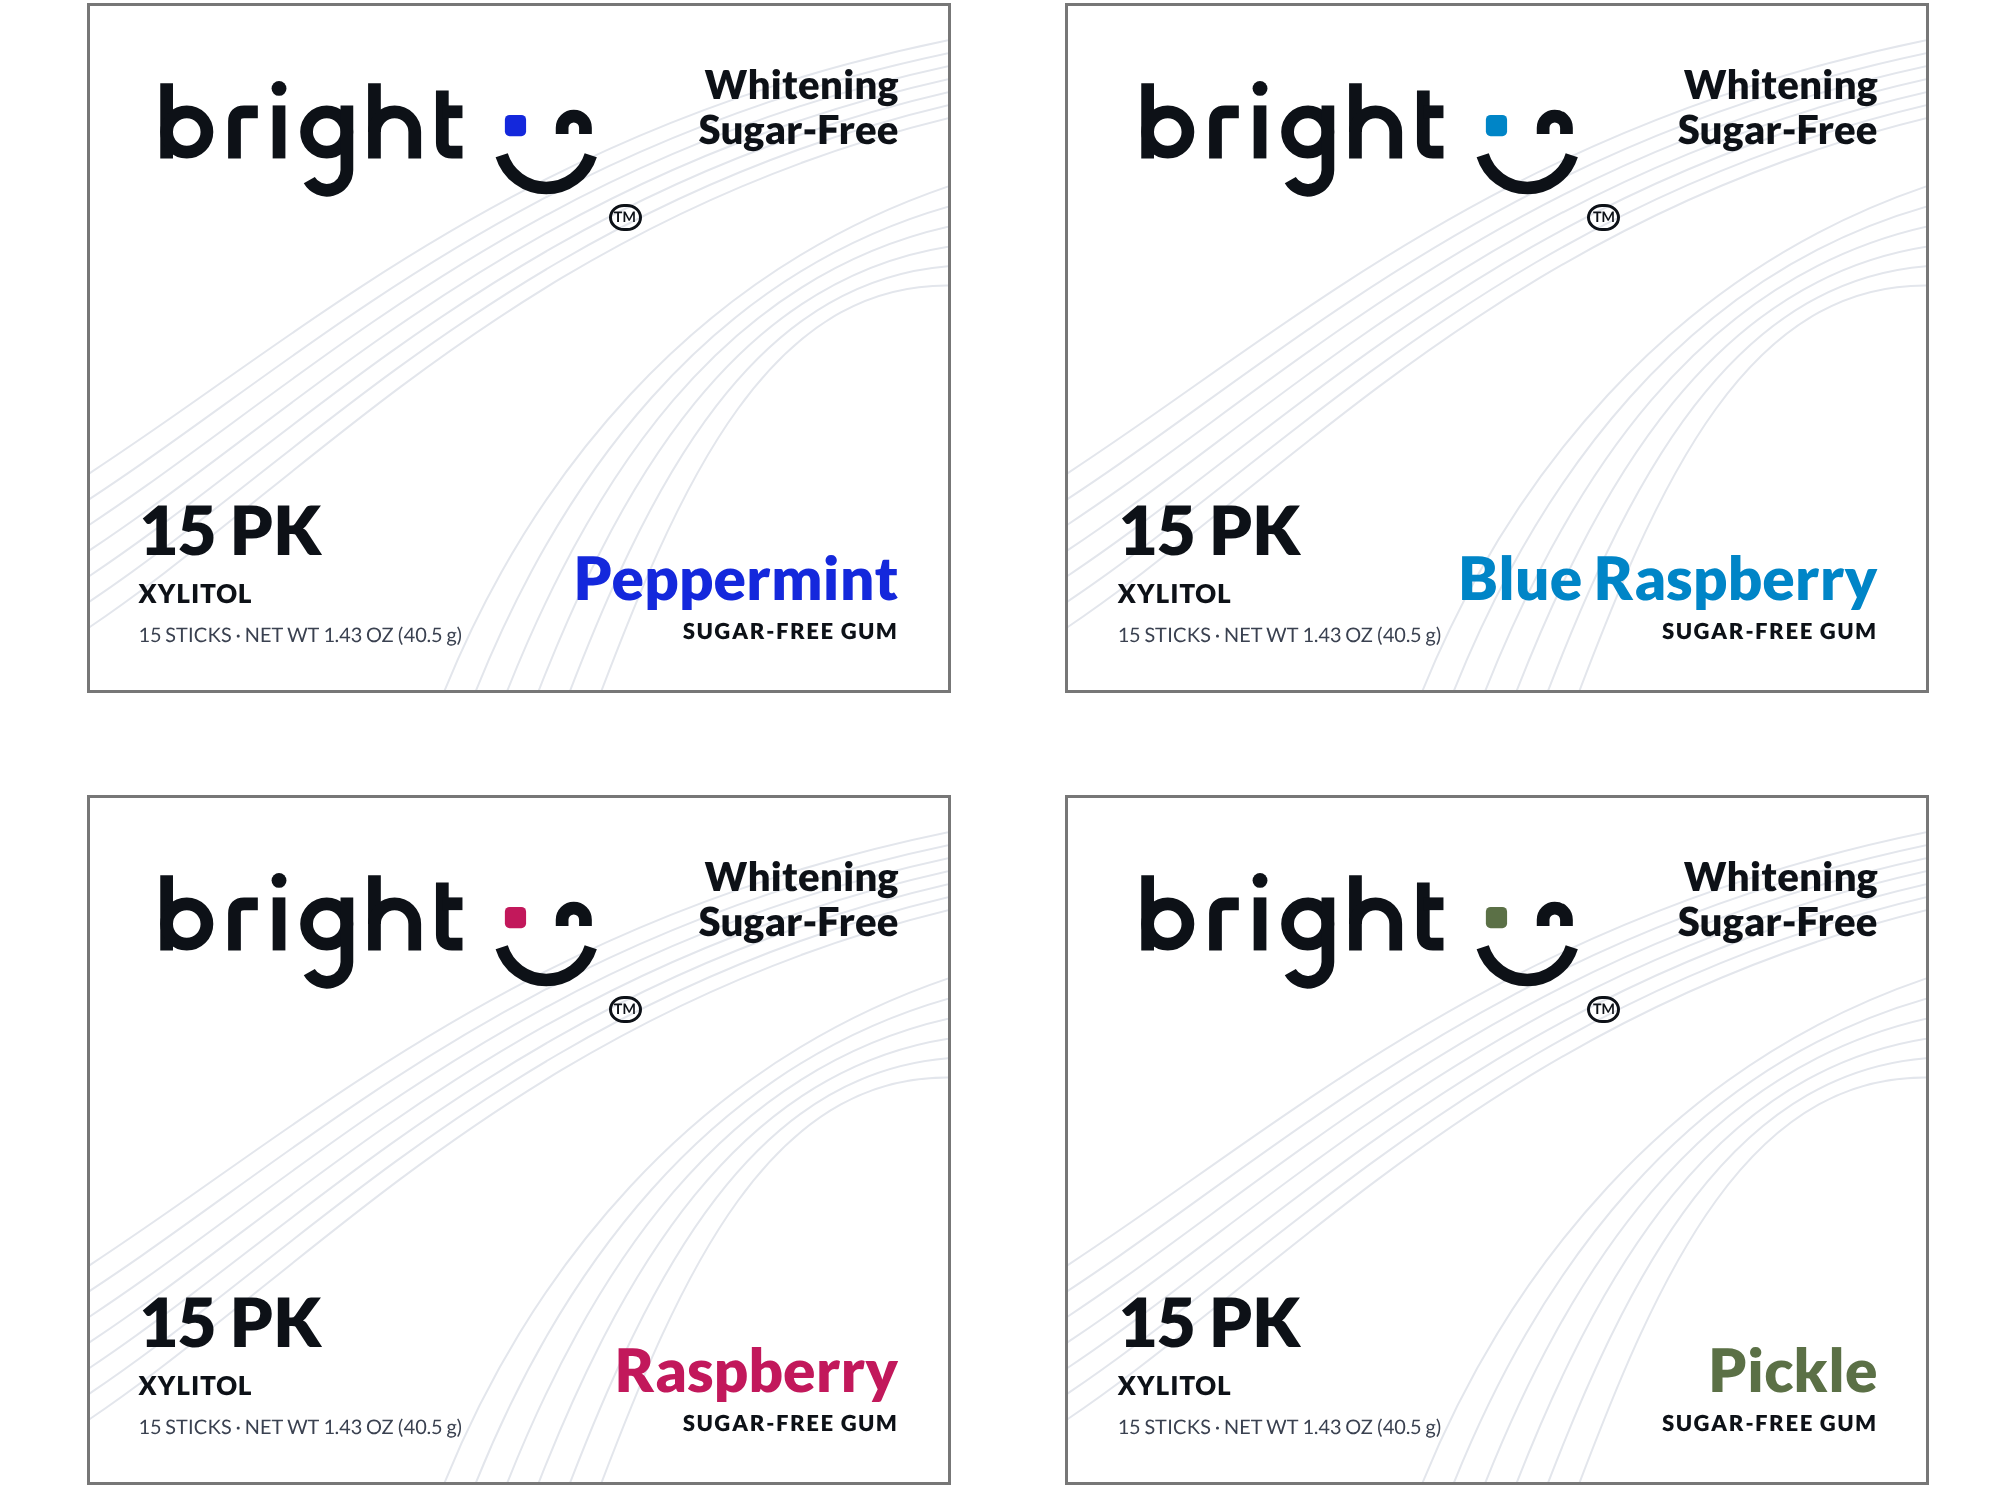 bright
TM
Whitening
Sugar-Free
15 PK
XYLITOL
15 STICKS · NET WT 1.43 OZ (40.5 g)
Peppermint
SUGAR-FREE GUM
bright
TM
Whitening
Sugar-Free
15 PK
XYLITOL
15 STICKS · NET WT 1.43 OZ (40.5 g)
Blue Raspberry
SUGAR-FREE GUM
bright
TM
Whitening
Sugar-Free
15 PK
XYLITOL
15 STICKS · NET WT 1.43 OZ (40.5 g)
Raspberry
SUGAR-FREE GUM
bright
TM
Whitening
Sugar-Free
15 PK
XYLITOL
15 STICKS · NET WT 1.43 OZ (40.5 g)
Pickle
SUGAR-FREE GUM